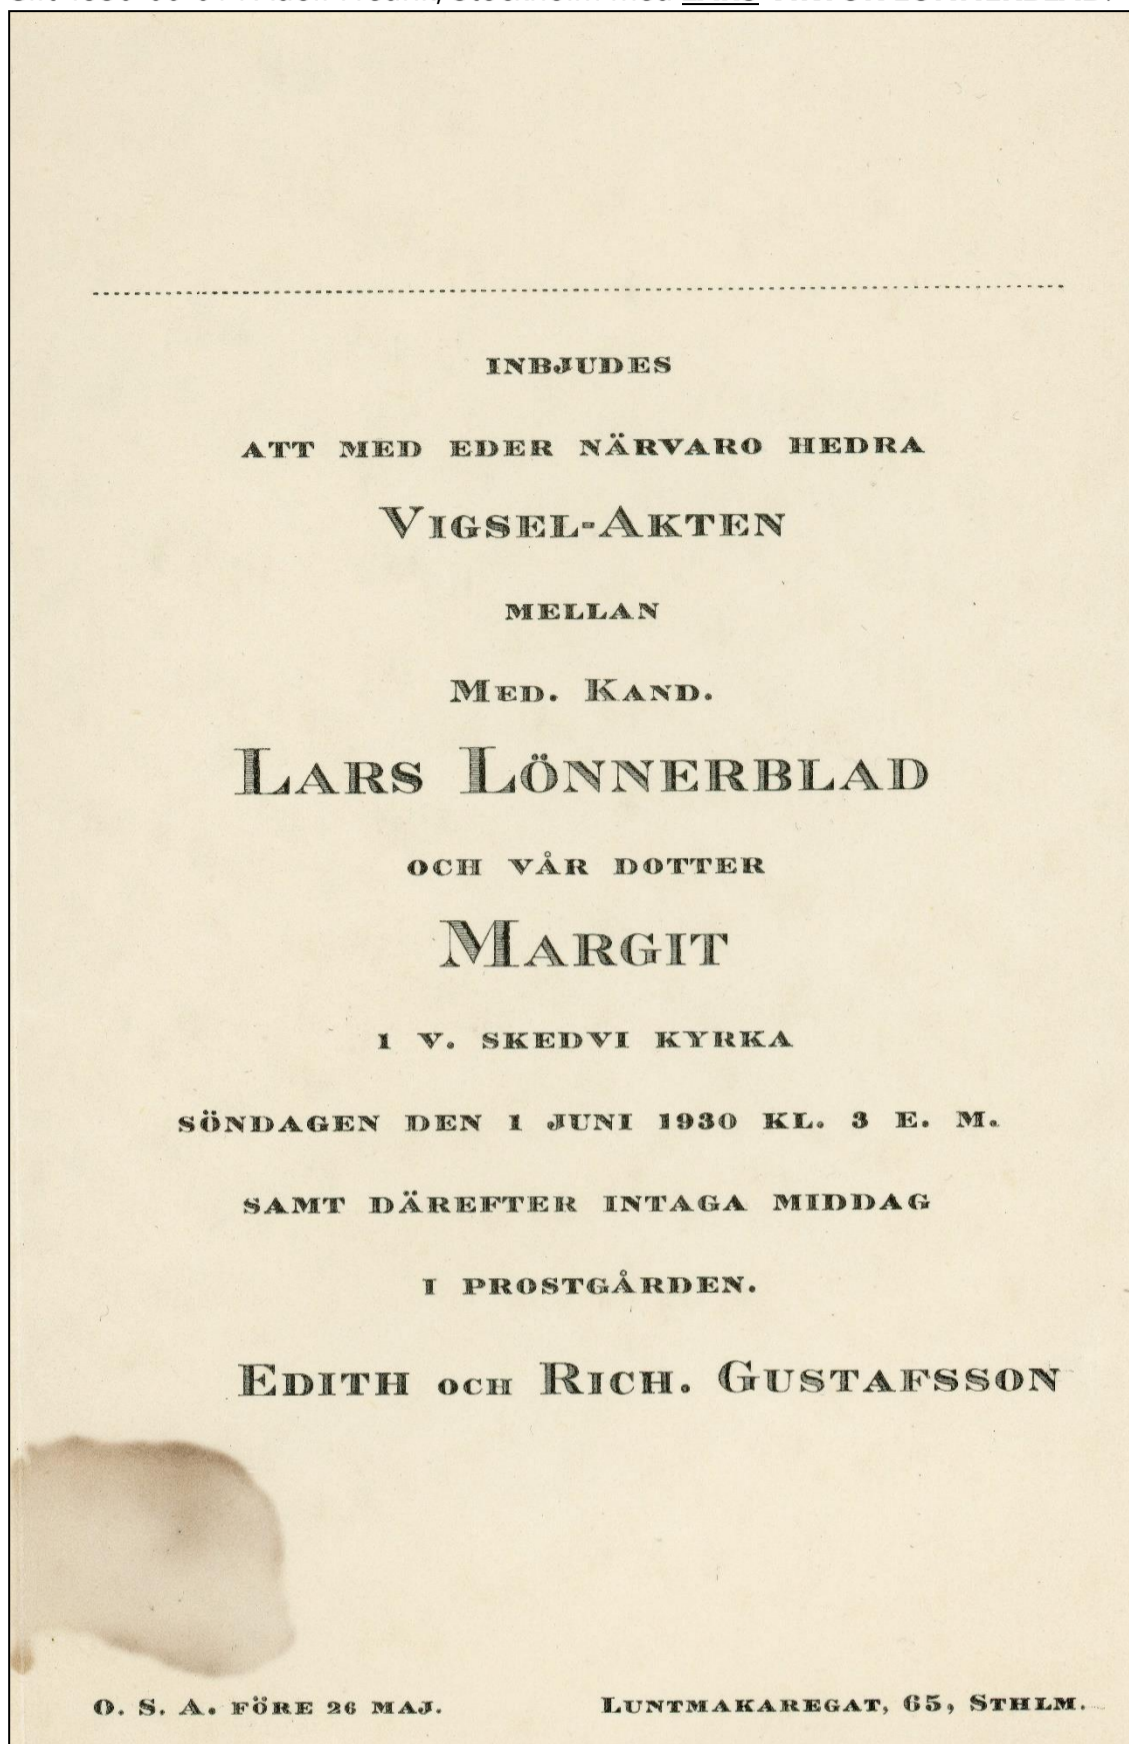 INBJUDES
ATT MED EDER NÄRVARO HEDRA
VIGSEL-AKTEN
MELLAN
MED. KAND.
LARS LÖNNERBLAD
OCH VÅR DOTTER
MARGIT
I V. SKEDVI KYRKA
SÖNDAGEN DEN 1 JUNI 1930 KL. 3 E. M.
SAMT DÄREFTER INTAGA MIDDAG
I PROSTGÅRDEN.
EDITH OCH RICH. GUSTAFSSON
O. S. A. FÖRE 26 MAJ. LUNTMAKAREGAT, 65, STHLM.